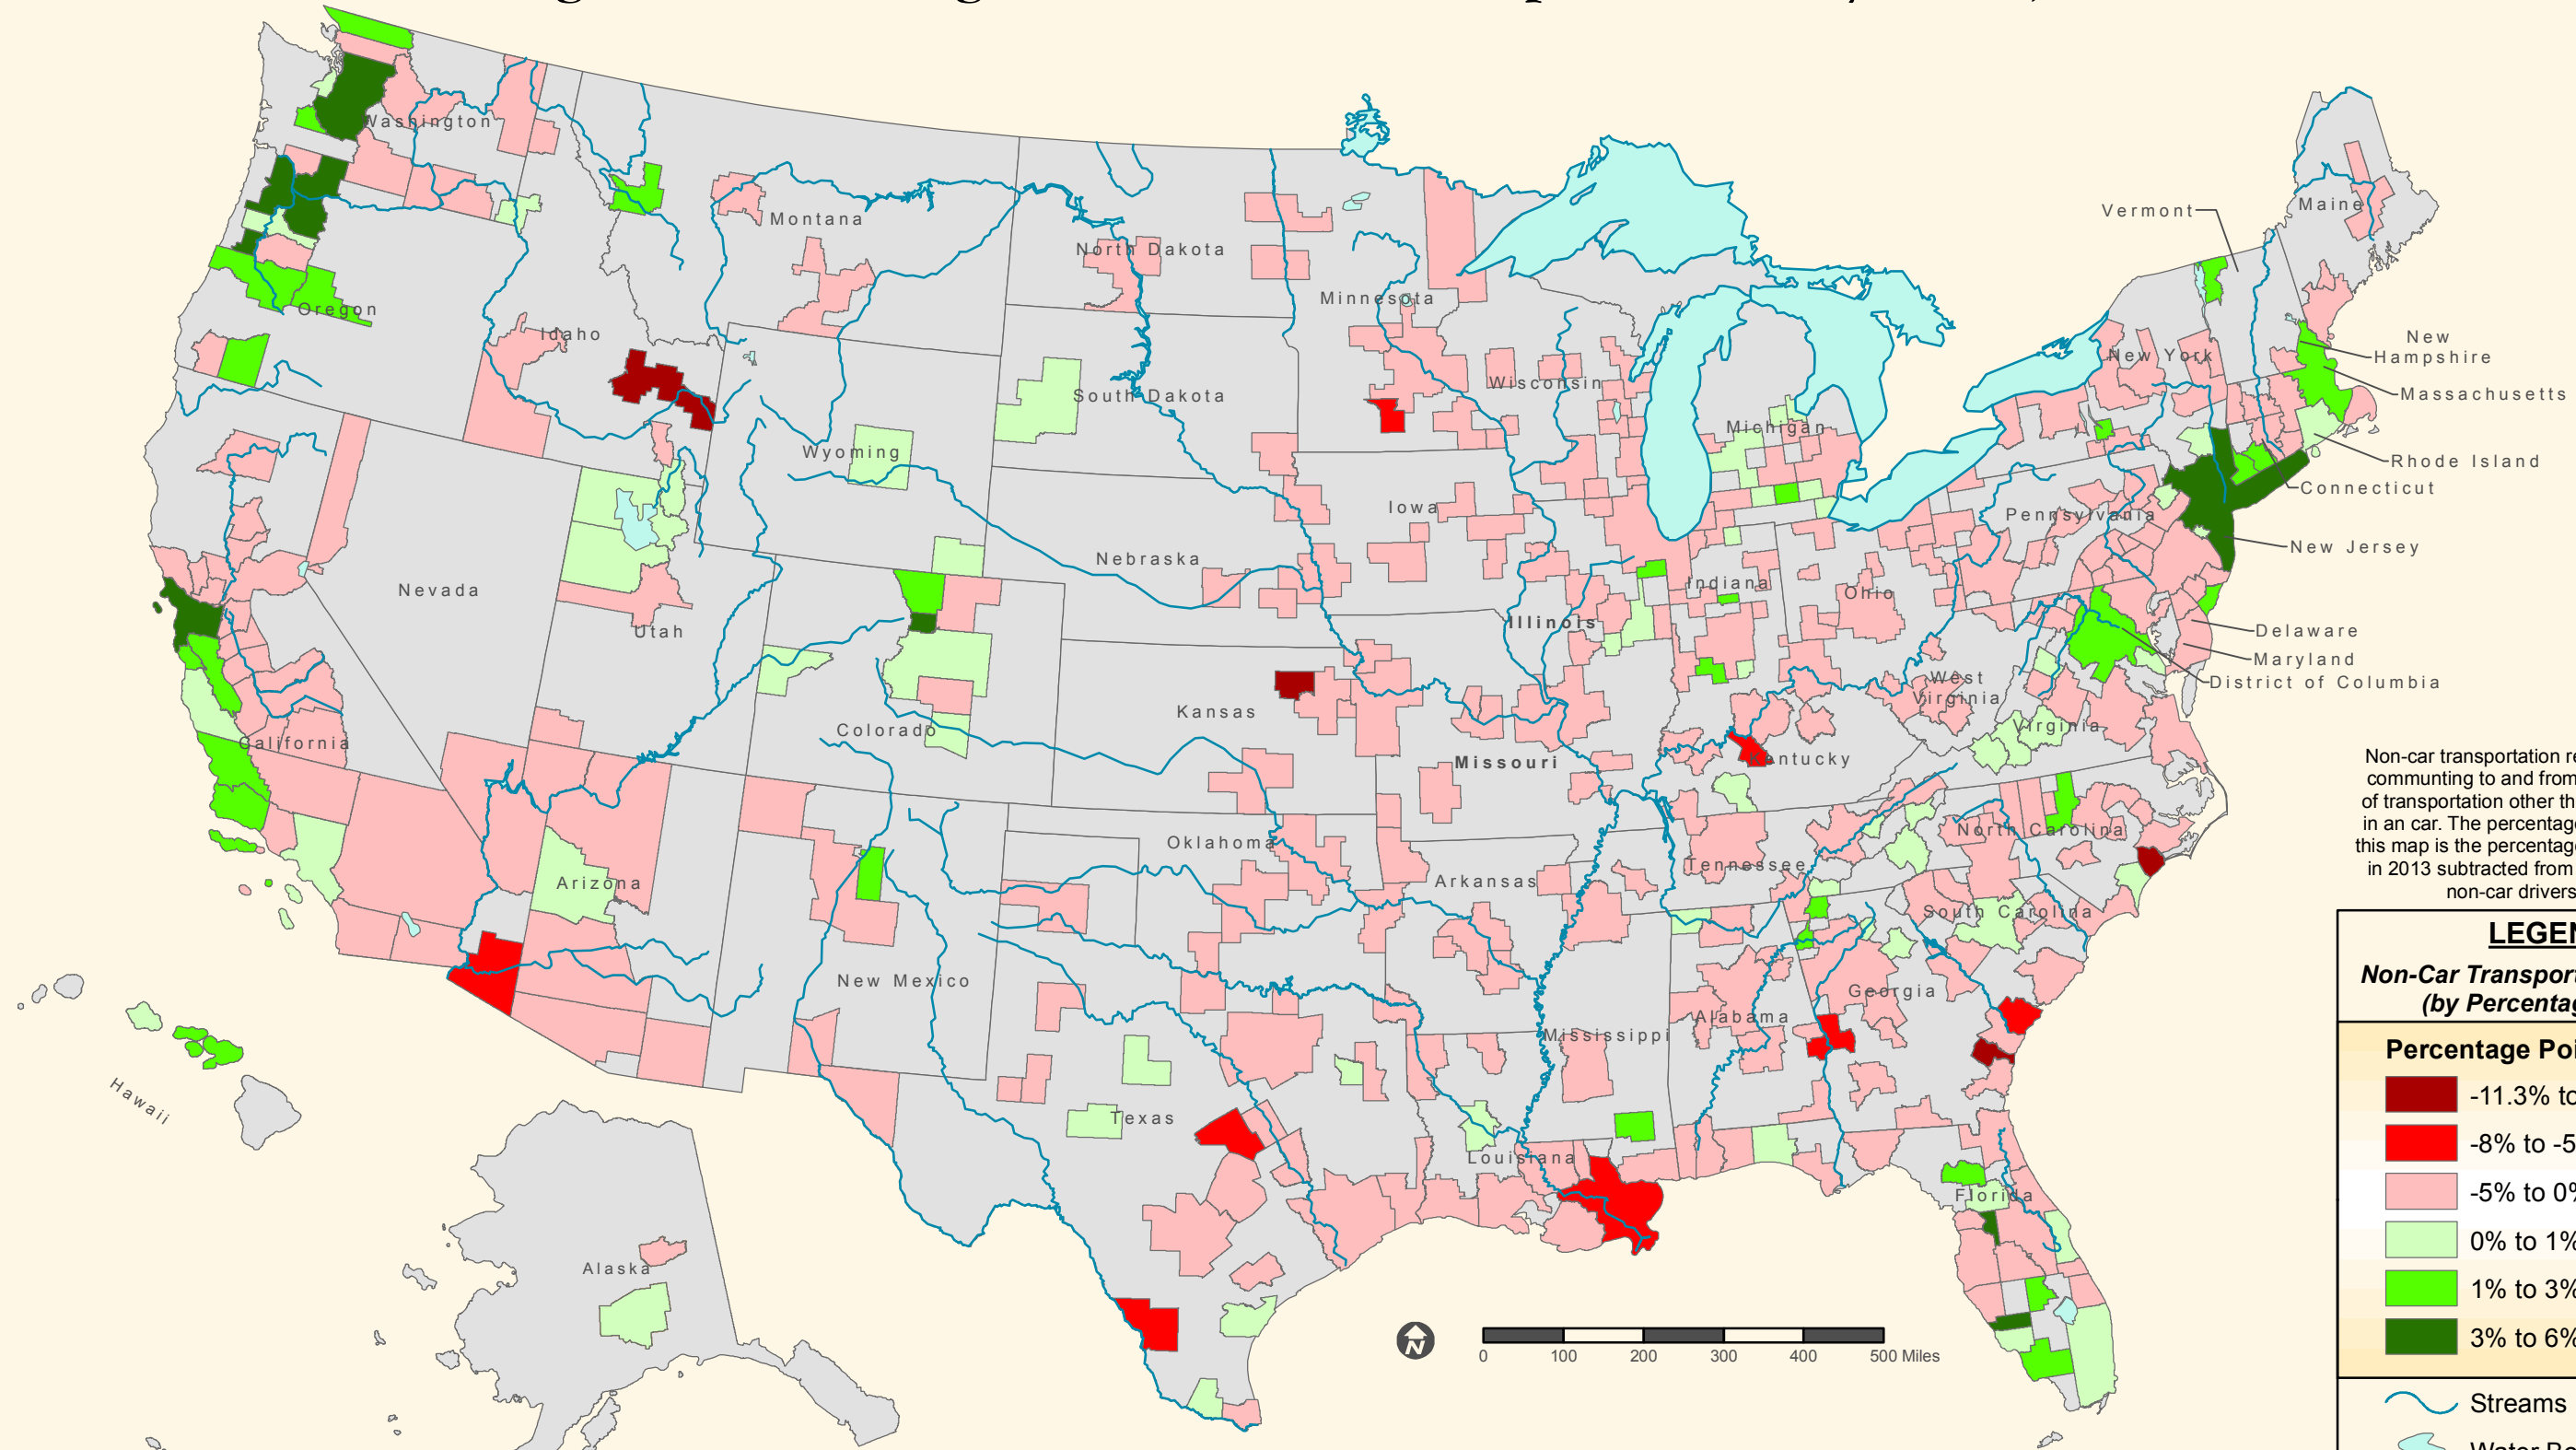 Washington
Montana
North Dakota
Minnesota
Vermont
Maine
Oregon
Idaho
South Dakota
Wisconsin
Michigan
New York
New
Hampshire
Massachusetts
Wyoming
Rhode Island
Connecticut
Iowa
Pennsylvania
New Jersey
Nevada
Nebraska
Indiana
Ohio
Utah
Illinois
Delaware
Maryland
District of Columbia
West
Virginia
Virginia
California
Colorado
Kansas
Missouri
Kentucky
Non-car transportation re
communting to and from
of transportation other th
in an car. The percentage
this map is the percentage
in 2013 subtracted from
non-car drivers
Arizona
Oklahoma
Arkansas
Tennessee
North Carolina
South Carolina
New Mexico
Mississippi
Alabama
Georgia
Hawaii
Texas
Louisiana
Florida
Alaska
LEGEN
Non-Car Transport
(by Percentag
Percentage Poi
-11.3% to
-8% to -5
-5% to 0%
0% to 1%
1% to 3%
3% to 6%
Streams
N
0 100 200 300 400 500 Miles